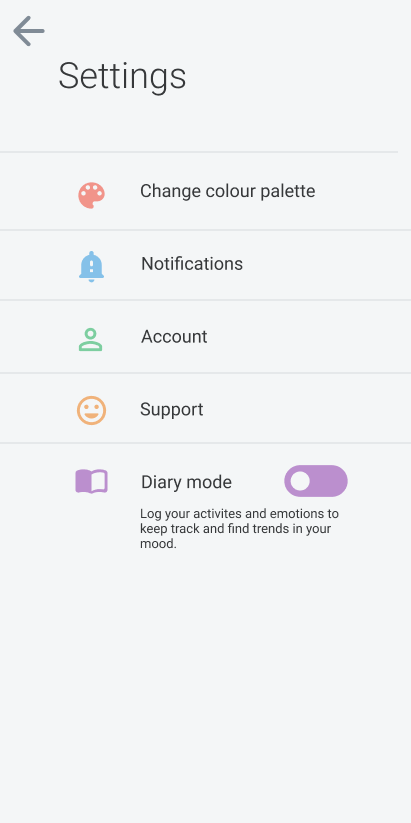 Settings
Change colour palette
Notifications
Account
Support
Diary mode
Log your activites and emotions to
keep track and find trends in your
mood.